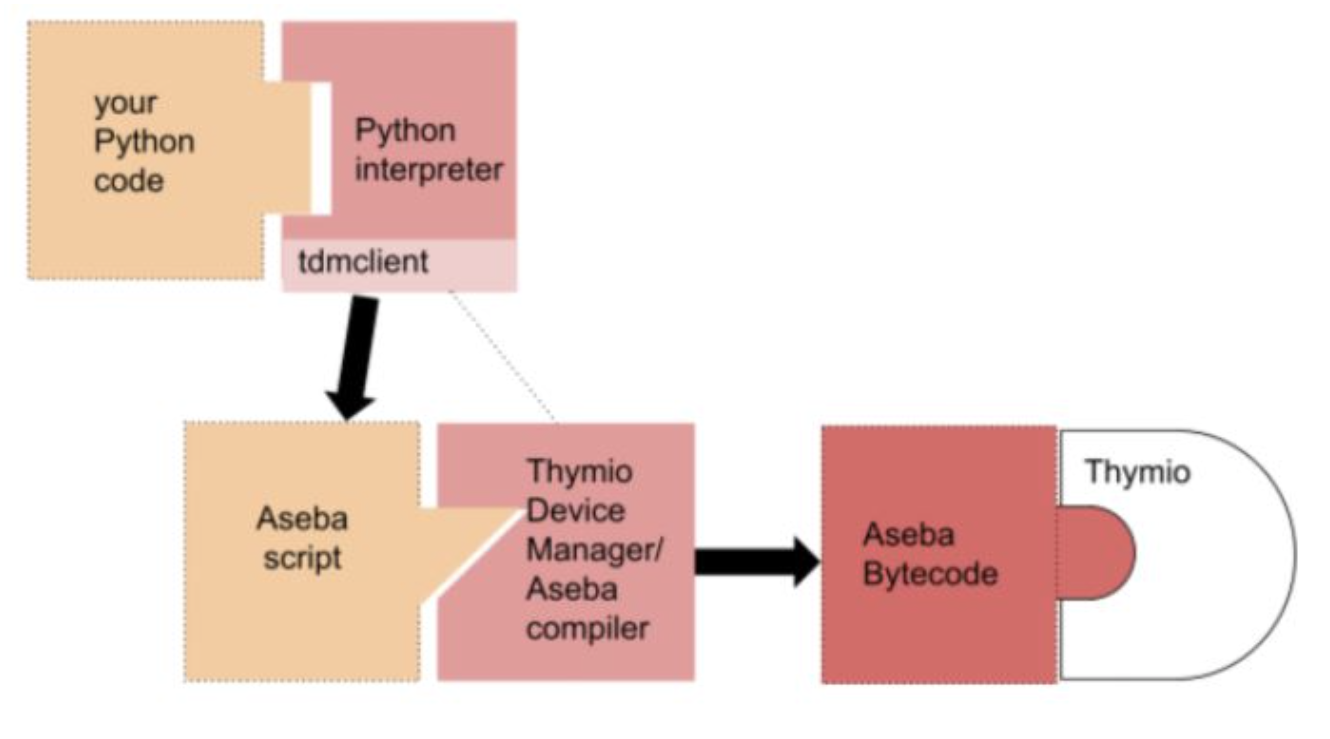 your
Python
code
Python
interpreter
tdmclient
Aseba
script
Thymio
Device
Manager/
Aseba
compiler
Aseba
Bytecode
Thymio